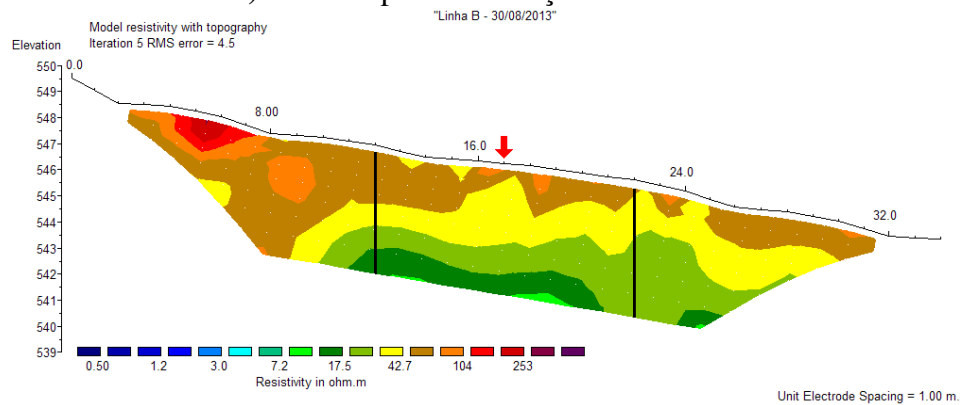 "Linha B - 30/08/2013"
Model resistivity with topography
Iteration 5 RMS error = 4.5
Elevation
550
0.0
549
548
8.00
547
16.0
546
24.0
545
544
32.0
543
542
541
540
539
0.50 1.2 3.0 7.2 17.5 42.7 104 253
Resistivity in ohm.m
Unit Electrode Spacing = 1.00 m.